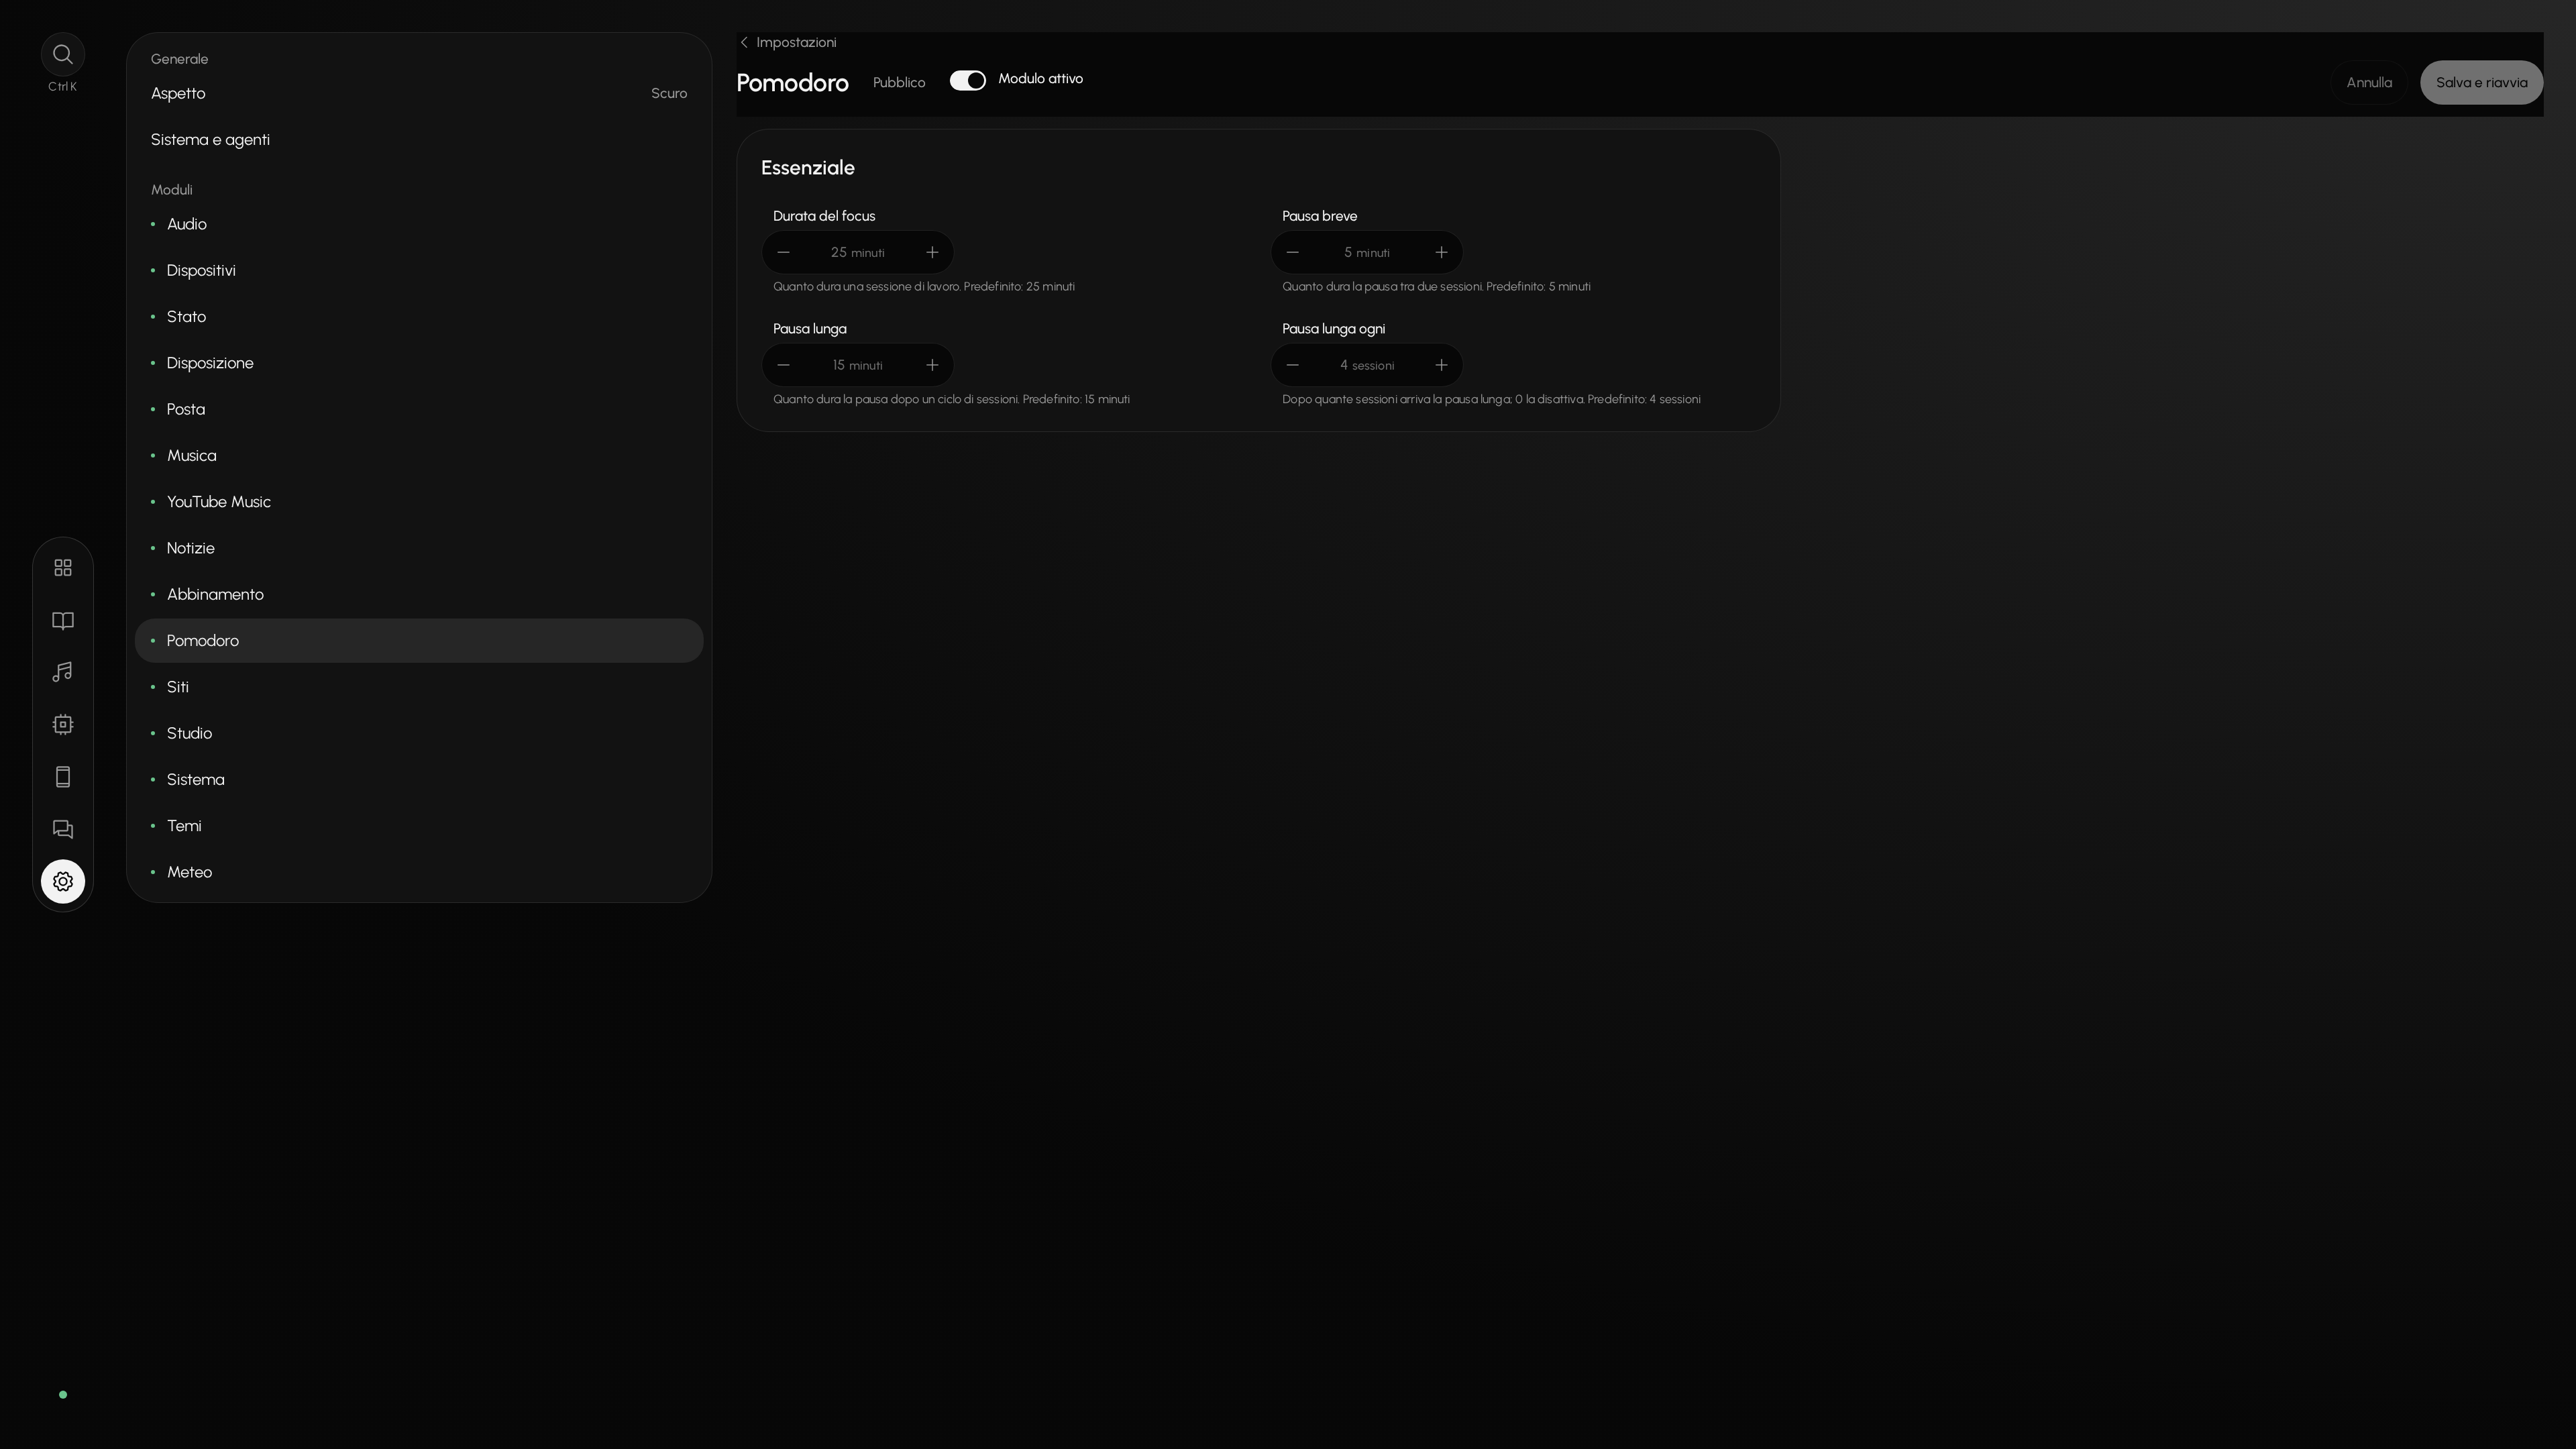 Ctrl K
Generale
Aspetto Scuro
Sistema e agenti
Moduli
Audio
Dispositivi
Stato
Disposizione
Posta
Musica
YouTube Music
Notizie
Abbinamento
Pomodoro
Siti
Studio
Sistema
Temi
Meteo
Impostazioni
Pomodoro Pubblico Modulo attivo Annulla Salva e riavvia
Essenziale
Durata del focus
25 minuti
Quanto dura una sessione di lavoro. Predefinito: 25 minuti
Pausa breve
5 minuti
Quanto dura la pausa tra due sessioni. Predefinito: 5 minuti
Pausa lunga
15 minuti
Quanto dura la pausa dopo un ciclo di sessioni. Predefinito: 15 minuti
Pausa lunga ogni
4 sessioni
Dopo quante sessioni arriva la pausa lunga; 0 la disattiva. Predefinito: 4 sessioni